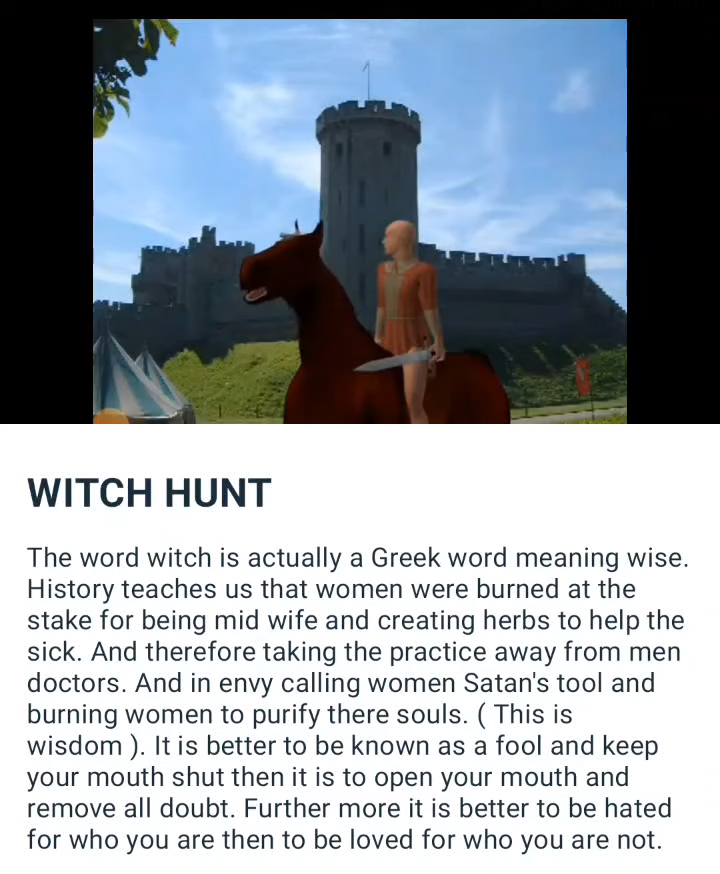 WITCH HUNT
The word witch is actually a Greek word meaning wise.
History teaches us that women were burned at the
stake for being mid wife and creating herbs to help the
sick. And therefore taking the practice away from men
doctors. And in envy calling women Satan's tool and
burning women to purify there souls. ( This is
wisdom ). It is better to be known as a fool and keep
your mouth shut then it is to open your mouth and
remove all doubt. Further more it is better to be hated
for who you are then to be loved for who you are not.